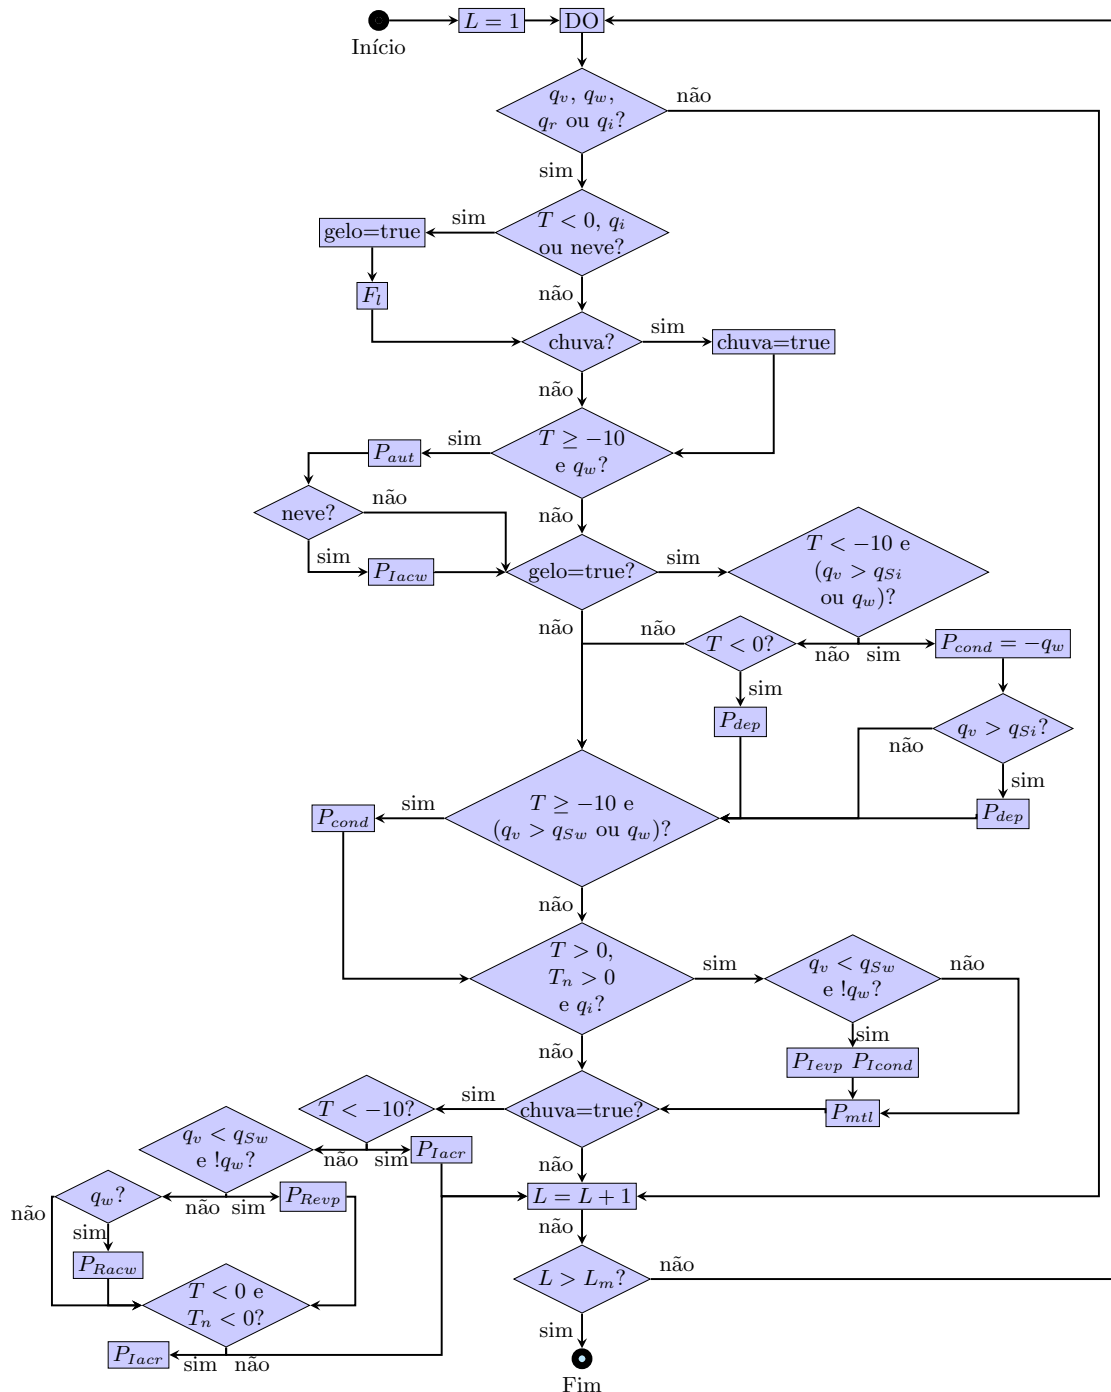 L = 1
DO
Início
q_v, q_w,
q_r ou q_i?
não
sim
T < 0, q_i
ou neve?
sim
gelo=true
não
F_l
chuva?
sim
chuva=true
não
T ≥ −10
e q_w?
sim
P_aut
não
neve?
não
sim
P_Iacw
gelo=true?
sim
T < −10 e
(q_v > q_Si
ou q_w)?
não
não
T < 0?
não
sim
P_cond = −q_w
sim
P_dep
q_v > q_Si?
não
sim
P_dep
T ≥ −10 e
(q_v > q_Sw ou q_w)?
sim
P_cond
não
T > 0,
T_n > 0
e q_i?
sim
q_v < q_Sw
e !q_w?
não
sim
P_Ievp P_Icond
P_mtl
não
chuva=true?
sim
T < −10?
não
sim
P_Iacr
q_v < q_Sw
e !q_w?
não
sim
P_Revp
q_w?
não
sim
P_Racw
T < 0 e
T_n < 0?
sim
não
P_Iacr
não
L = L + 1
não
L > L_m?
não
sim
Fim